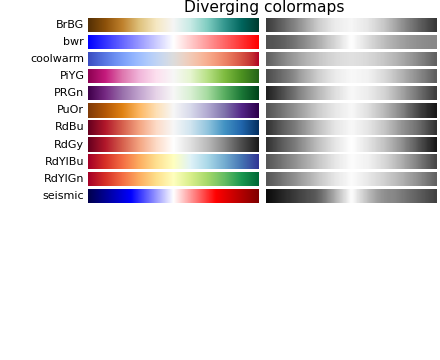 Diverging colormaps
BrBG
bwr
coolwarm
PiYG
PRGn
PuOr
RdBu
RdGy
RdYlBu
RdYlGn
seismic